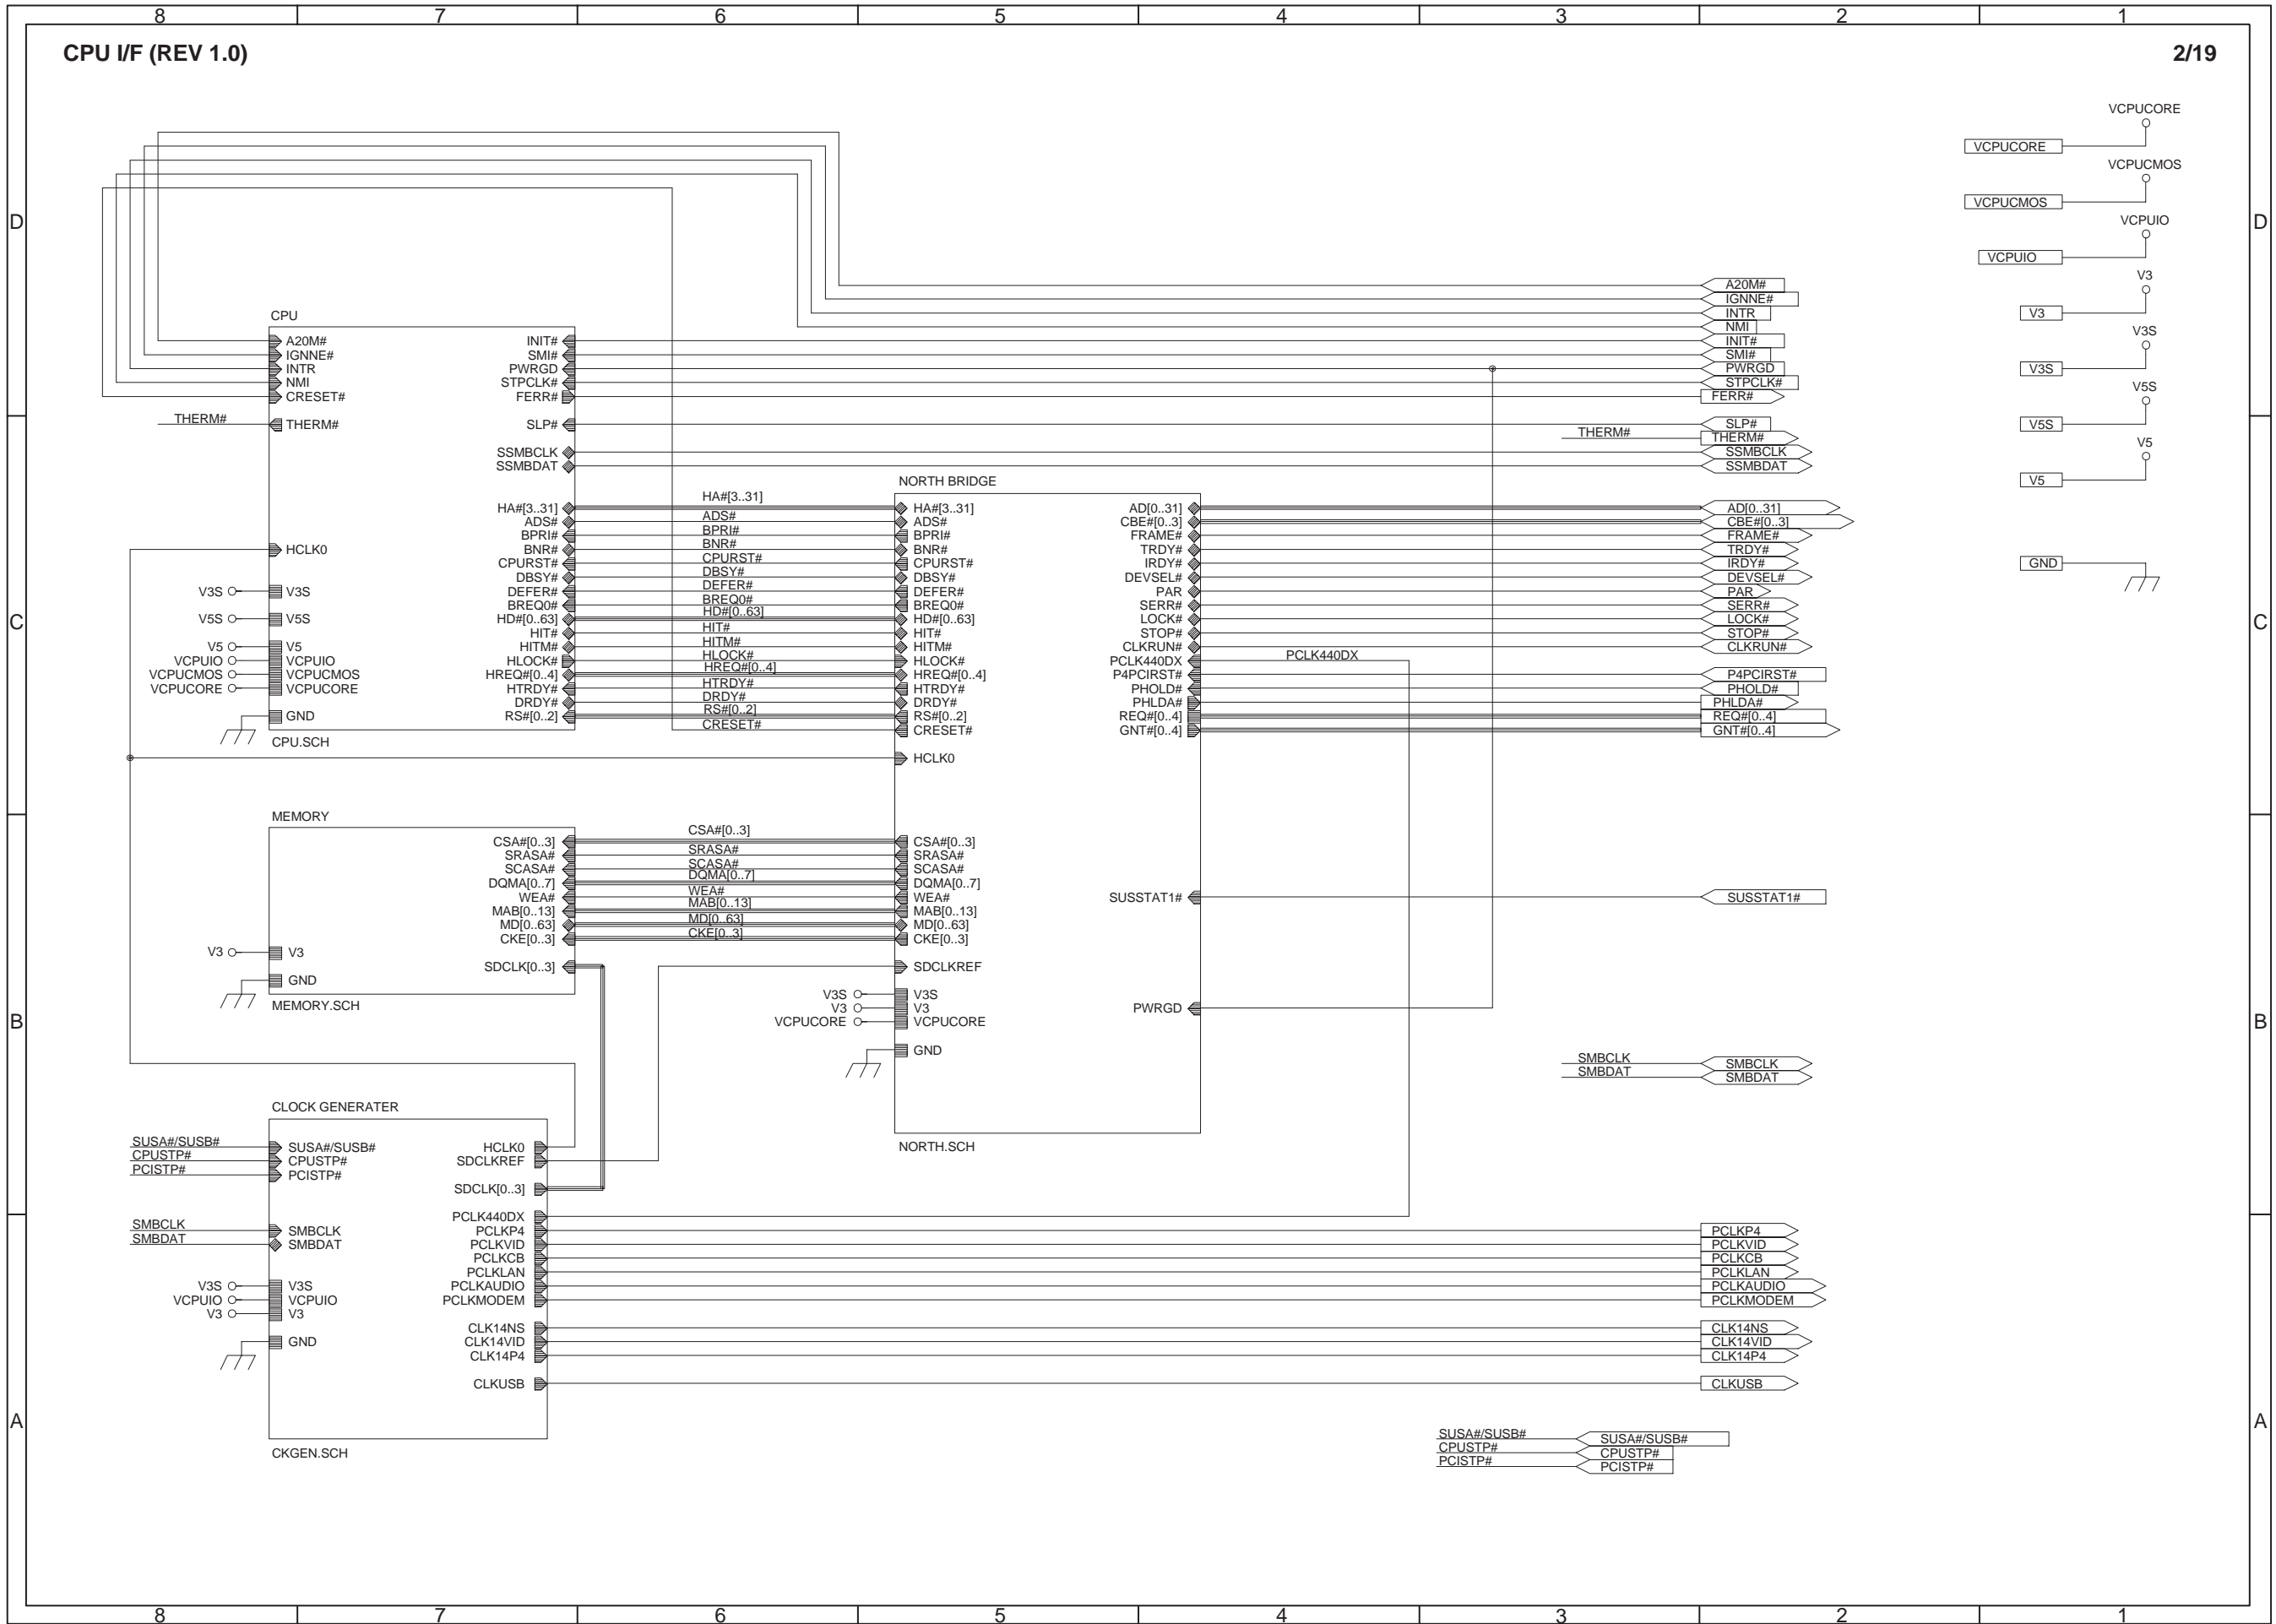 8 7 6 5 4 3 2 1
CPU I/F (REV 1.0)
2/19
D
C
B
A
D
C
B
A
VCPUCORE
VCPUCORE
VCPUCMOS
VCPUCMOS
VCPUIO
VCPUIO
V3
V3
V3S
V3S
V5S
V5S
V5
V5
GND
CPU
A20M#
IGNNE#
INTR
NMI
CRESET#
THERM#
THERM#
HCLK0
V3S
V3S
V5S
V5S
V5
V5
VCPUIO
VCPUIO
VCPUCMOS
VCPUCMOS
VCPUCORE
VCPUCORE
GND
CPU.SCH
INIT#
SMI#
PWRGD
STPCLK#
FERR#
SLP#
SSMBCLK
SSMBDAT
HA#[3..31]
ADS#
BPRI#
BNR#
CPURST#
DBSY#
DEFER#
BREQ0#
HD#[0..63]
HIT#
HITM#
HLOCK#
HREQ#[0..4]
HTRDY#
DRDY#
RS#[0..2]
HA#[3..31]
ADS#
BPRI#
BNR#
CPURST#
DBSY#
DEFER#
BREQ0#
HD#[0..63]
HIT#
HITM#
HLOCK#
HREQ#[0..4]
HTRDY#
DRDY#
RS#[0..2]
CRESET#
NORTH BRIDGE
HA#[3..31]
ADS#
BPRI#
BNR#
CPURST#
DBSY#
DEFER#
BREQ0#
HD#[0..63]
HIT#
HITM#
HLOCK#
HREQ#[0..4]
HTRDY#
DRDY#
RS#[0..2]
CRESET#
HCLK0
CSA#[0..3]
SRASA#
SCASA#
DQMA[0..7]
WEA#
MAB[0..13]
MD[0..63]
CKE[0..3]
SDCLKREF
V3S
V3S
V3
V3
VCPUCORE
VCPUCORE
GND
NORTH.SCH
AD[0..31]
CBE#[0..3]
FRAME#
TRDY#
IRDY#
DEVSEL#
PAR
SERR#
LOCK#
STOP#
CLKRUN#
PCLK440DX
P4PCIRST#
PHOLD#
PHLDA#
REQ#[0..4]
GNT#[0..4]
SUSSTAT1#
PWRGD
PCLK440DX
A20M#
IGNNE#
INTR
NMI
INIT#
SMI#
PWRGD
STPCLK#
FERR#
SLP#
THERM#
THERM#
SSMBCLK
SSMBDAT
AD[0..31]
CBE#[0..3]
FRAME#
TRDY#
IRDY#
DEVSEL#
PAR
SERR#
LOCK#
STOP#
CLKRUN#
P4PCIRST#
PHOLD#
PHLDA#
REQ#[0..4]
GNT#[0..4]
SUSSTAT1#
SMBCLK
SMBCLK
SMBDAT
SMBDAT
MEMORY
CSA#[0..3]
SRASA#
SCASA#
DQMA[0..7]
WEA#
MAB[0..13]
MD[0..63]
CKE[0..3]
SDCLK[0..3]
V3
V3
GND
MEMORY.SCH
CSA#[0..3]
SRASA#
SCASA#
DQMA[0..7]
WEA#
MAB[0..13]
MD[0..63]
CKE[0..3]
CLOCK GENERATER
SUSA#/SUSB#
SUSA#/SUSB#
CPUSTP#
CPUSTP#
PCISTP#
PCISTP#
SMBCLK
SMBCLK
SMBDAT
SMBDAT
V3S
V3S
VCPUIO
VCPUIO
V3
V3
GND
CKGEN.SCH
HCLK0
SDCLKREF
SDCLK[0..3]
PCLK440DX
PCLKP4
PCLKVID
PCLKCB
PCLKLAN
PCLKAUDIO
PCLKMODEM
CLK14NS
CLK14VID
CLK14P4
CLKUSB
PCLKP4
PCLKVID
PCLKCB
PCLKLAN
PCLKAUDIO
PCLKMODEM
CLK14NS
CLK14VID
CLK14P4
CLKUSB
SUSA#/SUSB#
SUSA#/SUSB#
CPUSTP#
CPUSTP#
PCISTP#
PCISTP#
8 7 6 5 4 3 2 1